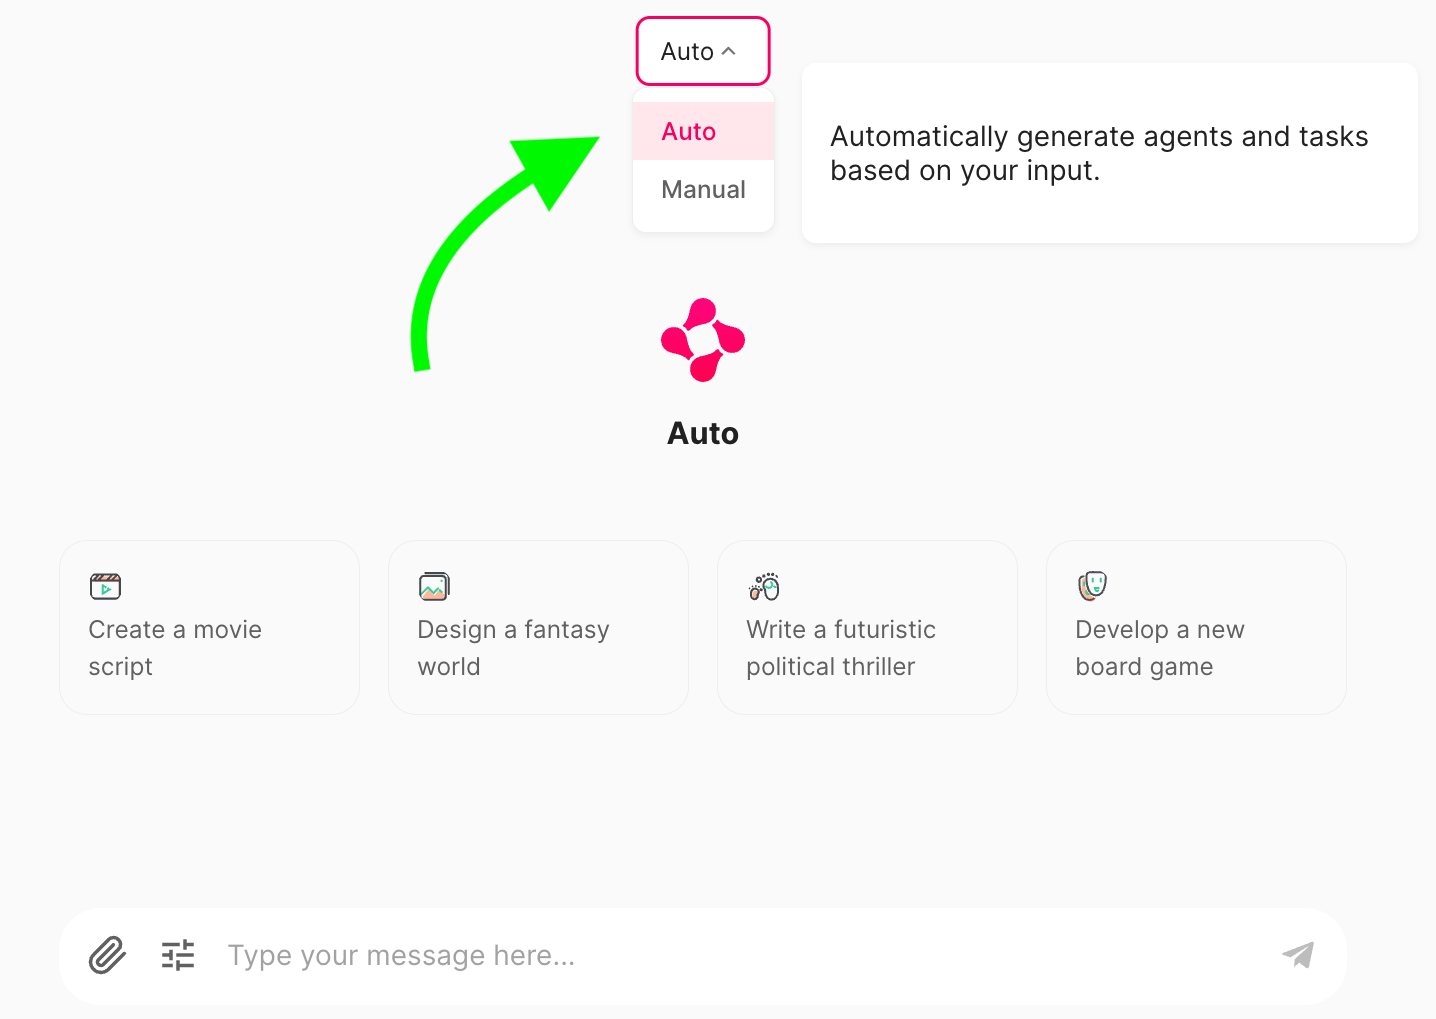 Auto
Auto
Manual
Automatically generate agents and tasks
based on your input.
Auto
Create a movie
script
Design a fantasy
world
Write a futuristic
political thriller
Develop a new
board game
Type your message here...